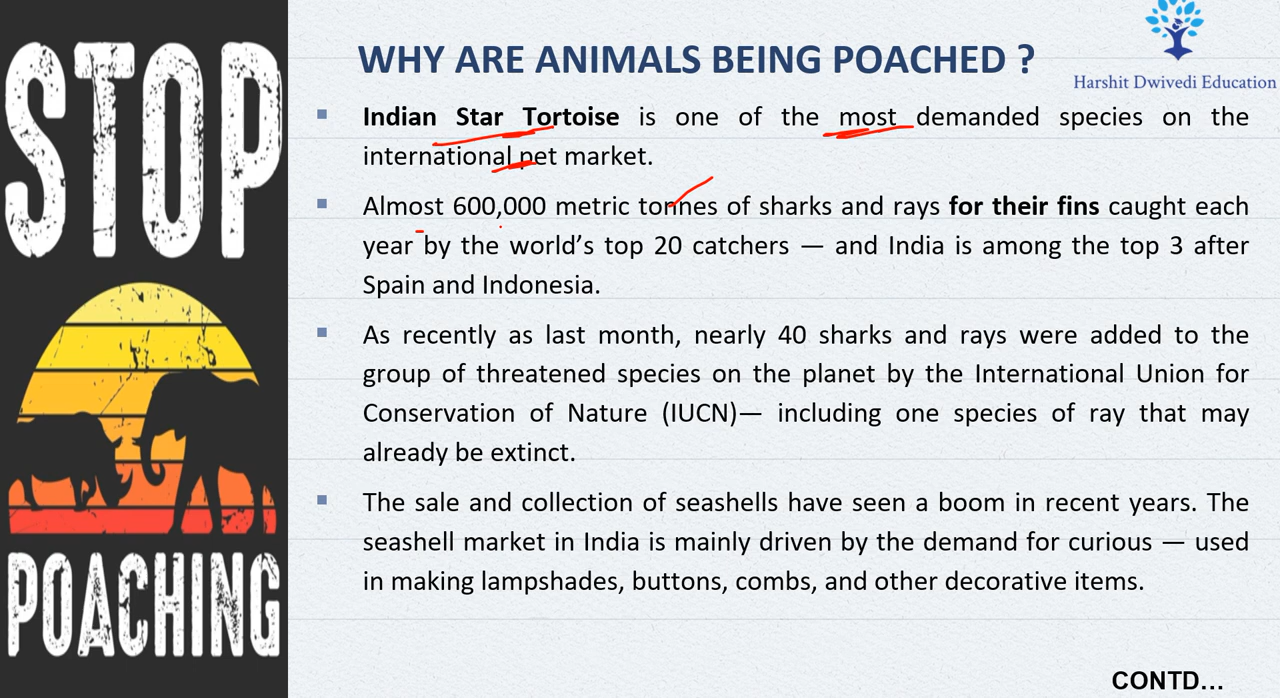 STOP
POACHING
WHY ARE ANIMALS BEING POACHED ?
Harshit Dwivedi Education
▪ Indian Star Tortoise is one of the most demanded species on the
international pet market.
▪ Almost 600,000 metric tonnes of sharks and rays for their fins caught each
year by the world’s top 20 catchers — and India is among the top 3 after
Spain and Indonesia.
▪ As recently as last month, nearly 40 sharks and rays were added to the
group of threatened species on the planet by the International Union for
Conservation of Nature (IUCN)— including one species of ray that may
already be extinct.
▪ The sale and collection of seashells have seen a boom in recent years. The
seashell market in India is mainly driven by the demand for curious — used
in making lampshades, buttons, combs, and other decorative items.
CONTD...